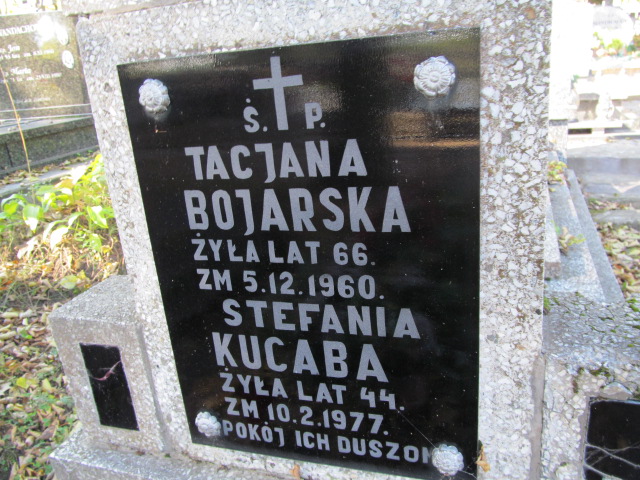 Ś. P.
TACJANA
BOJARSKA
ŻYŁA LAT 66.
ZM 5.12.1960.
STEFANIA
KUCABA
ŻYŁA LAT 44.
ZM 10.2.1977.
POKÓJ ICH DUSZOM